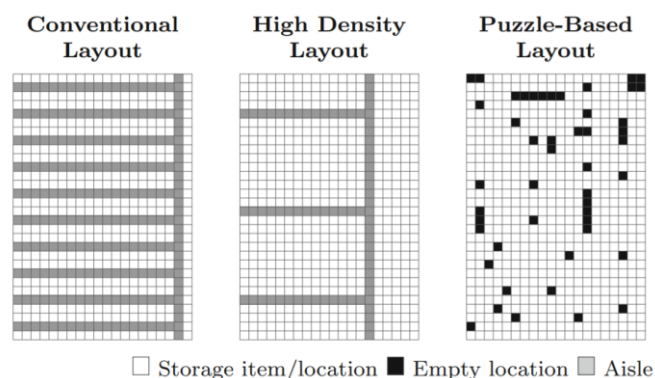 Conventional Layout
High Density Layout
Puzzle-Based Layout
Storage item/location Empty location Aisle